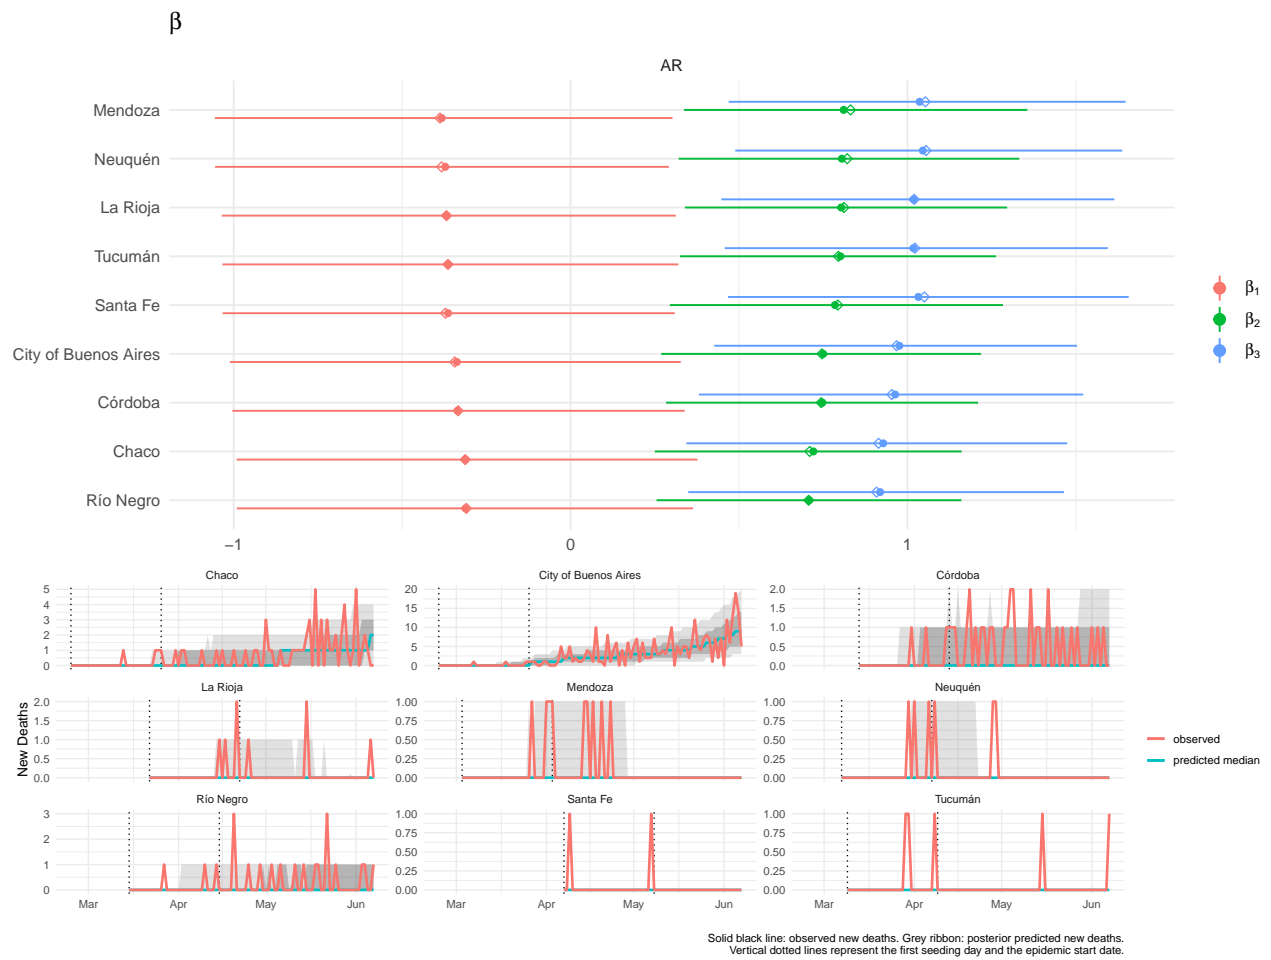 β
AR
Mendoza
Neuquén
La Rioja
Tucumán
Santa Fe
City of Buenos Aires
Córdoba
Chaco
Río Negro
−1 0 1
β1
β2
β3
Chaco City of Buenos Aires Córdoba
5
4
3
2
1
0
20
15
10
5
0
2.0
1.5
1.0
0.5
0.0
La Rioja Mendoza Neuquén
2.0
1.5
1.0
0.5
0.0
1.00
0.75
0.50
0.25
0.00
1.00
0.75
0.50
0.25
0.00
New Deaths
observed
predicted median
Río Negro Santa Fe Tucumán
3
2
1
0
1.00
0.75
0.50
0.25
0.00
1.00
0.75
0.50
0.25
0.00
Mar Apr May Jun Mar Apr May Jun Mar Apr May Jun
Solid black line: observed new deaths. Grey ribbon: posterior predicted new deaths.
Vertical dotted lines represent the first seeding day and the epidemic start date.